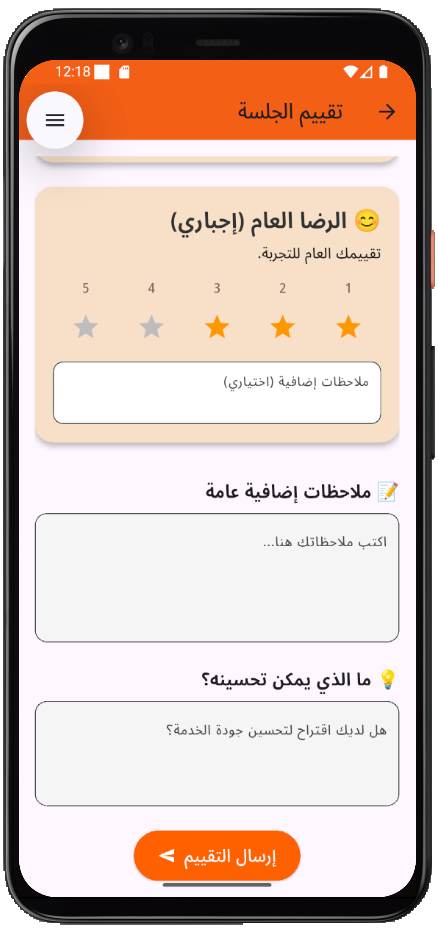 12:18
تقييم الجلسة
😊 الرضا العام (إجباري)
تقييمك العام للتجربة.
1 2 3 4 5
ملاحظات إضافية (اختياري)
📝 ملاحظات إضافية عامة
اكتب ملاحظاتك هنا...
💡 ما الذي يمكن تحسينه؟
هل لديك اقتراح لتحسين جودة الخدمة؟
إرسال التقييم